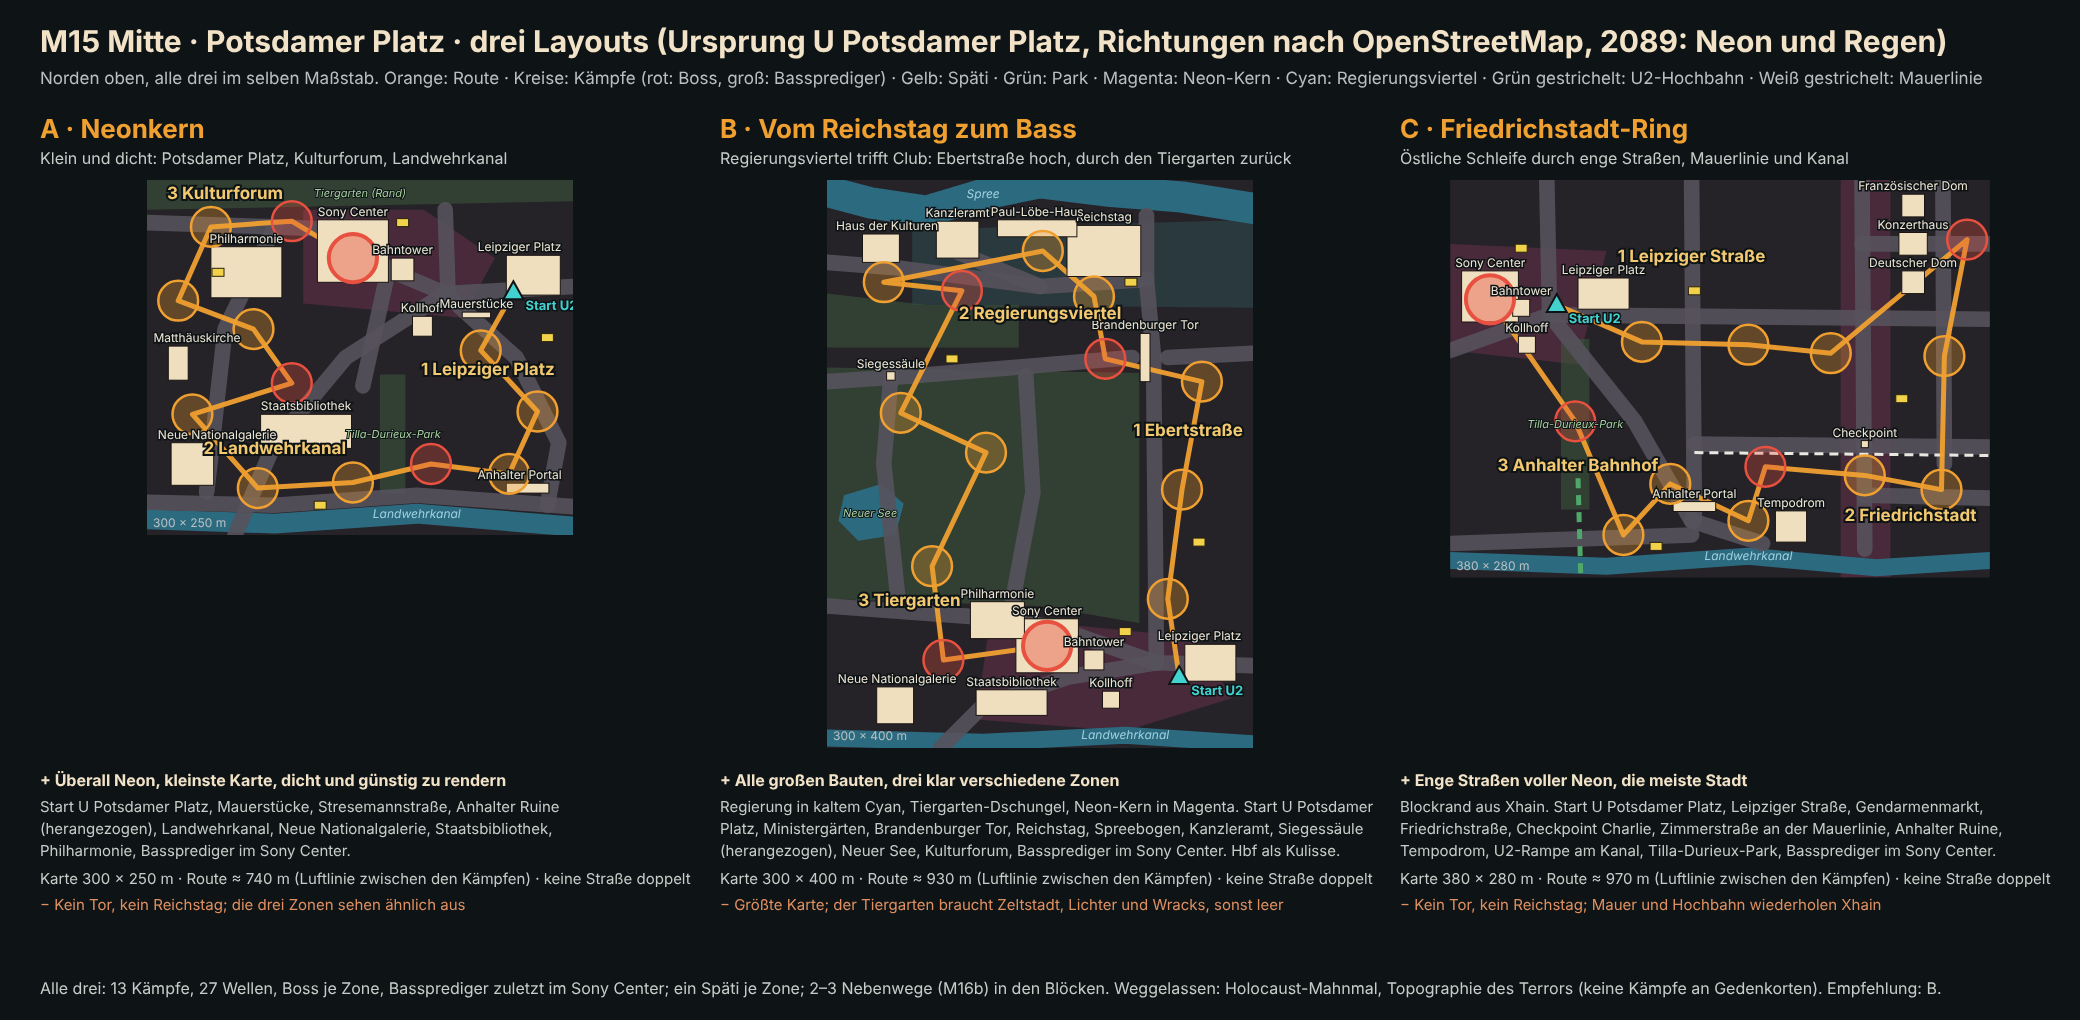 M15 Mitte · Potsdamer Platz · drei Layouts (Ursprung U Potsdamer Platz, Richtungen nach OpenStreetMap, 2089: Neon und Regen)
Norden oben, alle drei im selben Maßstab. Orange: Route · Kreise: Kämpfe (rot: Boss, groß: Bassprediger) · Gelb: Späti · Grün: Park · Magenta: Neon-Kern · Cyan: Regierungsviertel · Grün gestrichelt: U2-Hochbahn · Weiß gestrichelt: Mauerlinie
A · Neonkern
Klein und dicht: Potsdamer Platz, Kulturforum, Landwehrkanal
3 Kulturforum
Tiergarten (Rand)
Sony Center
Philharmonie
Bahntower
Leipziger Platz
Kollhoff
Mauerstücke
Start U2
Matthäuskirche
1 Leipziger Platz
Staatsbibliothek
Neue Nationalgalerie
Tilla-Durieux-Park
2 Landwehrkanal
Anhalter Portal
Landwehrkanal
300 × 250 m
+ Überall Neon, kleinste Karte, dicht und günstig zu rendern
Start U Potsdamer Platz, Mauerstücke, Stresemannstraße, Anhalter Ruine
(herangezogen), Landwehrkanal, Neue Nationalgalerie, Staatsbibliothek,
Philharmonie, Bassprediger im Sony Center.
Karte 300 × 250 m · Route ≈ 740 m (Luftlinie zwischen den Kämpfen) · keine Straße doppelt
− Kein Tor, kein Reichstag; die drei Zonen sehen ähnlich aus
B · Vom Reichstag zum Bass
Regierungsviertel trifft Club: Ebertstraße hoch, durch den Tiergarten zurück
Spree
Kanzleramt
Paul-Löbe-Haus
Reichstag
Haus der Kulturen
2 Regierungsviertel
Brandenburger Tor
Siegessäule
1 Ebertstraße
Neuer See
3 Tiergarten
Philharmonie
Sony Center
Bahntower
Leipziger Platz
Neue Nationalgalerie
Staatsbibliothek
Kollhoff
Start U2
300 × 400 m
Landwehrkanal
+ Alle großen Bauten, drei klar verschiedene Zonen
Regierung in kaltem Cyan, Tiergarten-Dschungel, Neon-Kern in Magenta. Start U Potsdamer
Platz, Ministergärten, Brandenburger Tor, Reichstag, Spreebogen, Kanzleramt, Siegessäule
(herangezogen), Neuer See, Kulturforum, Bassprediger im Sony Center. Hbf als Kulisse.
Karte 300 × 400 m · Route ≈ 930 m (Luftlinie zwischen den Kämpfen) · keine Straße doppelt
− Größte Karte; der Tiergarten braucht Zeltstadt, Lichter und Wracks, sonst leer
C · Friedrichstadt-Ring
Östliche Schleife durch enge Straßen, Mauerlinie und Kanal
Französischer Dom
Konzerthaus
1 Leipziger Straße
Sony Center
Leipziger Platz
Deutscher Dom
Bahntower
Start U2
Kollhoff
Tilla-Durieux-Park
Checkpoint
3 Anhalter Bahnhof
Anhalter Portal
Tempodrom
2 Friedrichstadt
Landwehrkanal
380 × 280 m
+ Enge Straßen voller Neon, die meiste Stadt
Blockrand aus Xhain. Start U Potsdamer Platz, Leipziger Straße, Gendarmenmarkt,
Friedrichstraße, Checkpoint Charlie, Zimmerstraße an der Mauerlinie, Anhalter Ruine,
Tempodrom, U2-Rampe am Kanal, Tilla-Durieux-Park, Bassprediger im Sony Center.
Karte 380 × 280 m · Route ≈ 970 m (Luftlinie zwischen den Kämpfen) · keine Straße doppelt
− Kein Tor, kein Reichstag; Mauer und Hochbahn wiederholen Xhain
Alle drei: 13 Kämpfe, 27 Wellen, Boss je Zone, Bassprediger zuletzt im Sony Center; ein Späti je Zone; 2–3 Nebenwege (M16b) in den Blöcken. Weggelassen: Holocaust-Mahnmal, Topographie des Terrors (keine Kämpfe an Gedenkorten). Empfehlung: B.